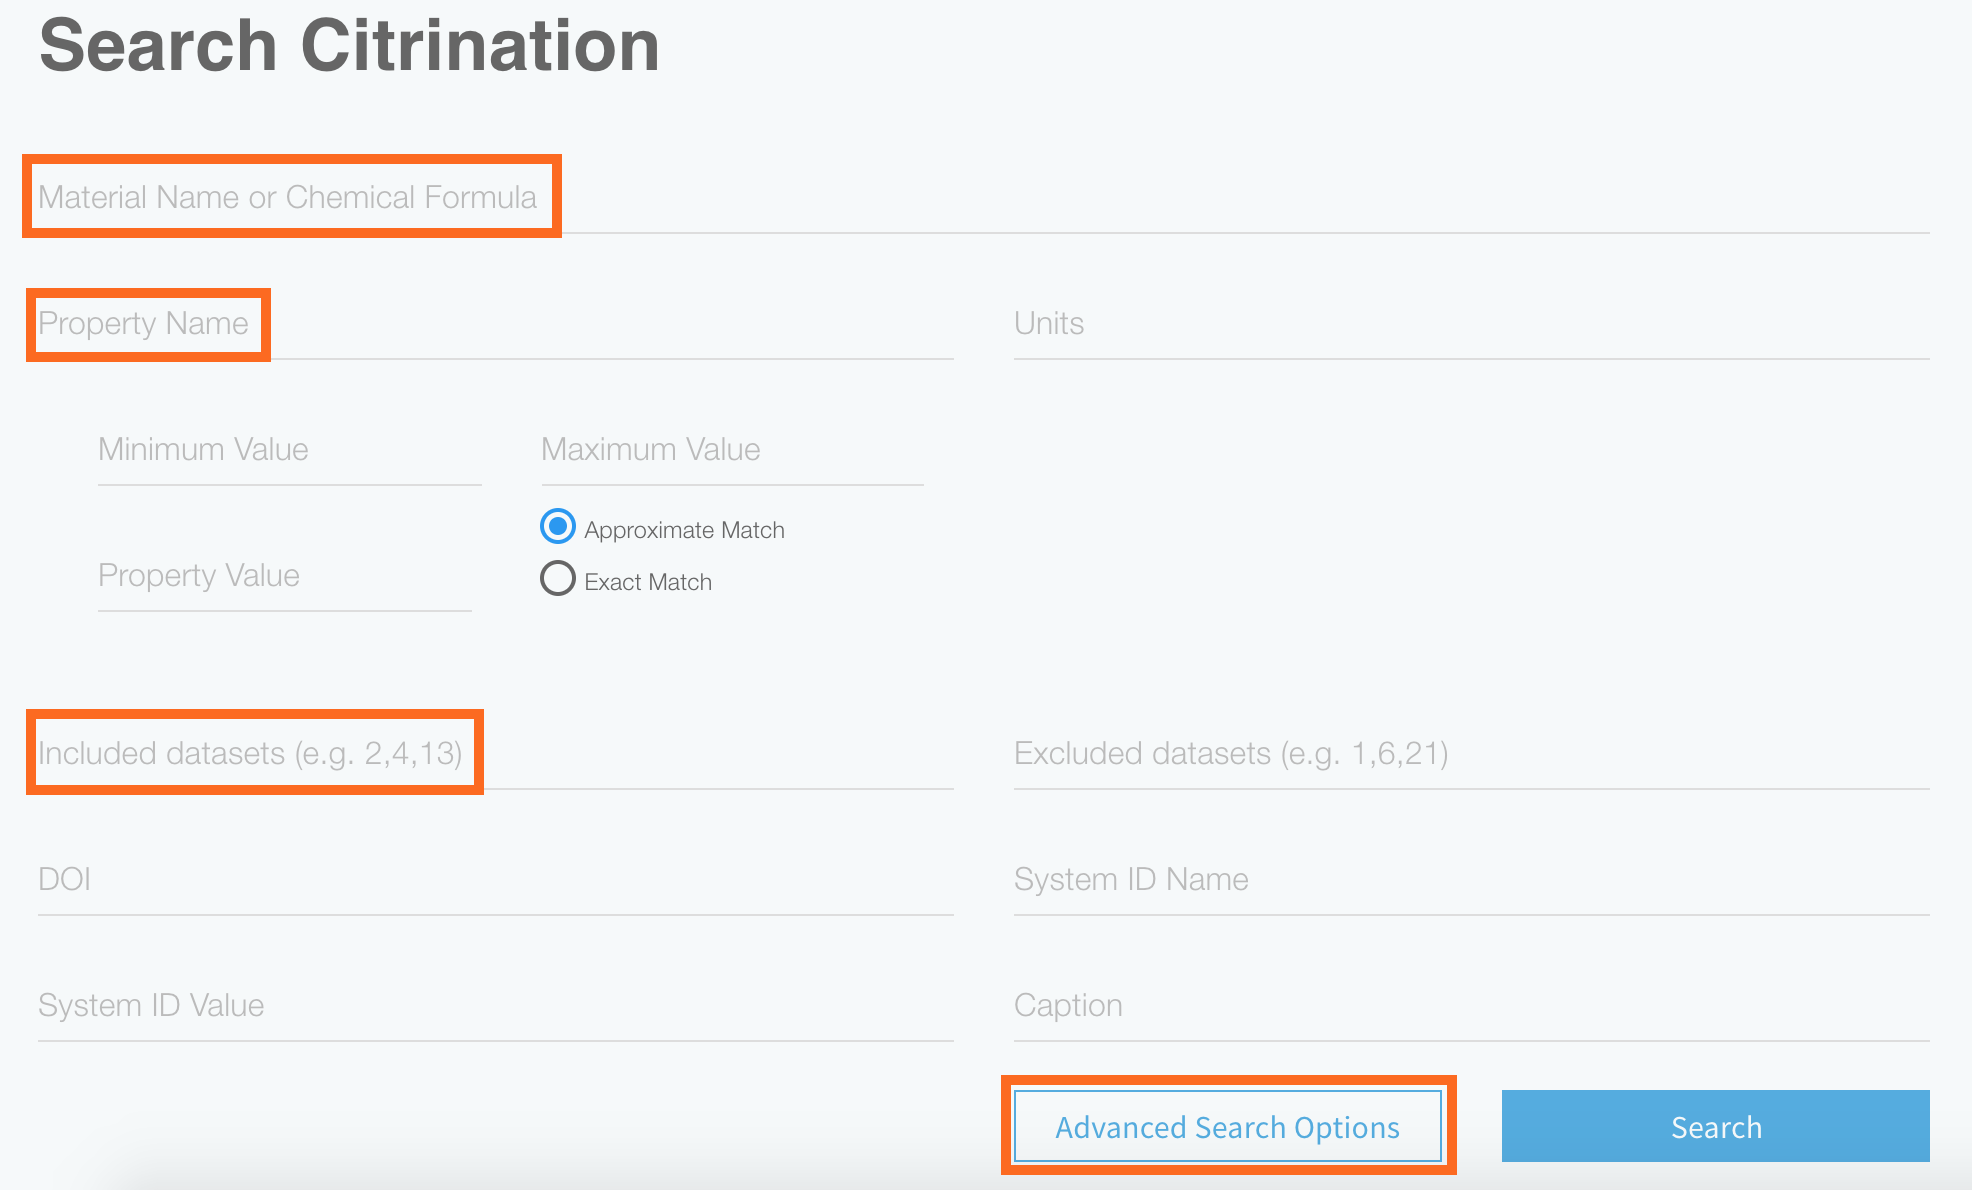 Search Citrination
Material Name or Chemical Formula
Property Name
Units
Minimum Value
Maximum Value
Approximate Match
Property Value
Exact Match
Included datasets (e.g. 2,4,13)
Excluded datasets (e.g. 1,6,21)
DOI
System ID Name
System ID Value
Caption
Advanced Search Options
Search